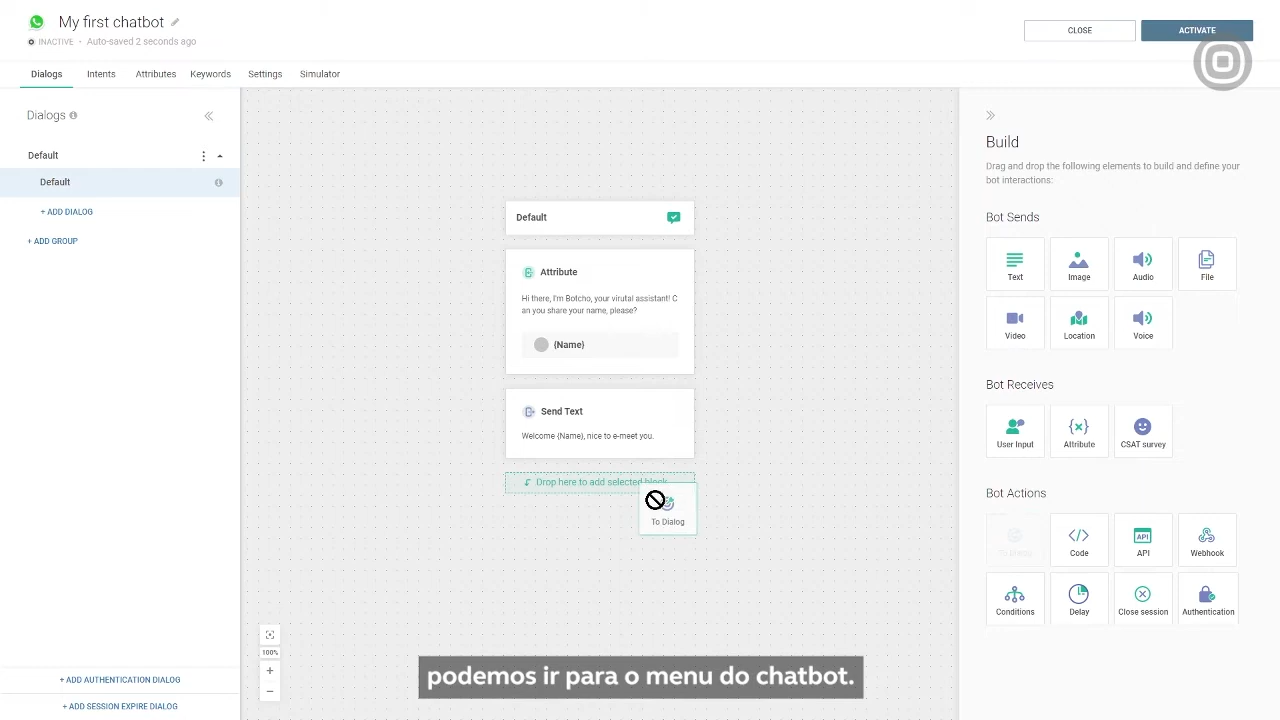 My first chatbot
INACTIVE • Auto-saved 2 seconds ago
CLOSE
ACTIVATE
Dialogs
Intents
Attributes
Keywords
Settings
Simulator
Dialogs
Default
Default
+ ADD DIALOG
+ ADD GROUP
+ ADD AUTHENTICATION DIALOG
+ ADD SESSION EXPIRE DIALOG
Default
Attribute
Hi there, I'm Botcho, your virutal assistant! C
an you share your name, please?
{Name}
Send Text
Welcome {Name}, nice to e-meet you.
Drop here to add selected block
To Dialog
100%
Build
Drag and drop the following elements to build and define your
bot interactions:
Bot Sends
Text
Image
Audio
File
Video
Location
Voice
Bot Receives
User Input
Attribute
CSAT survey
Bot Actions
To Dialog
Code
API
API
Webhook
Conditions
Delay
Close session
Authentication
podemos ir para o menu do chatbot.